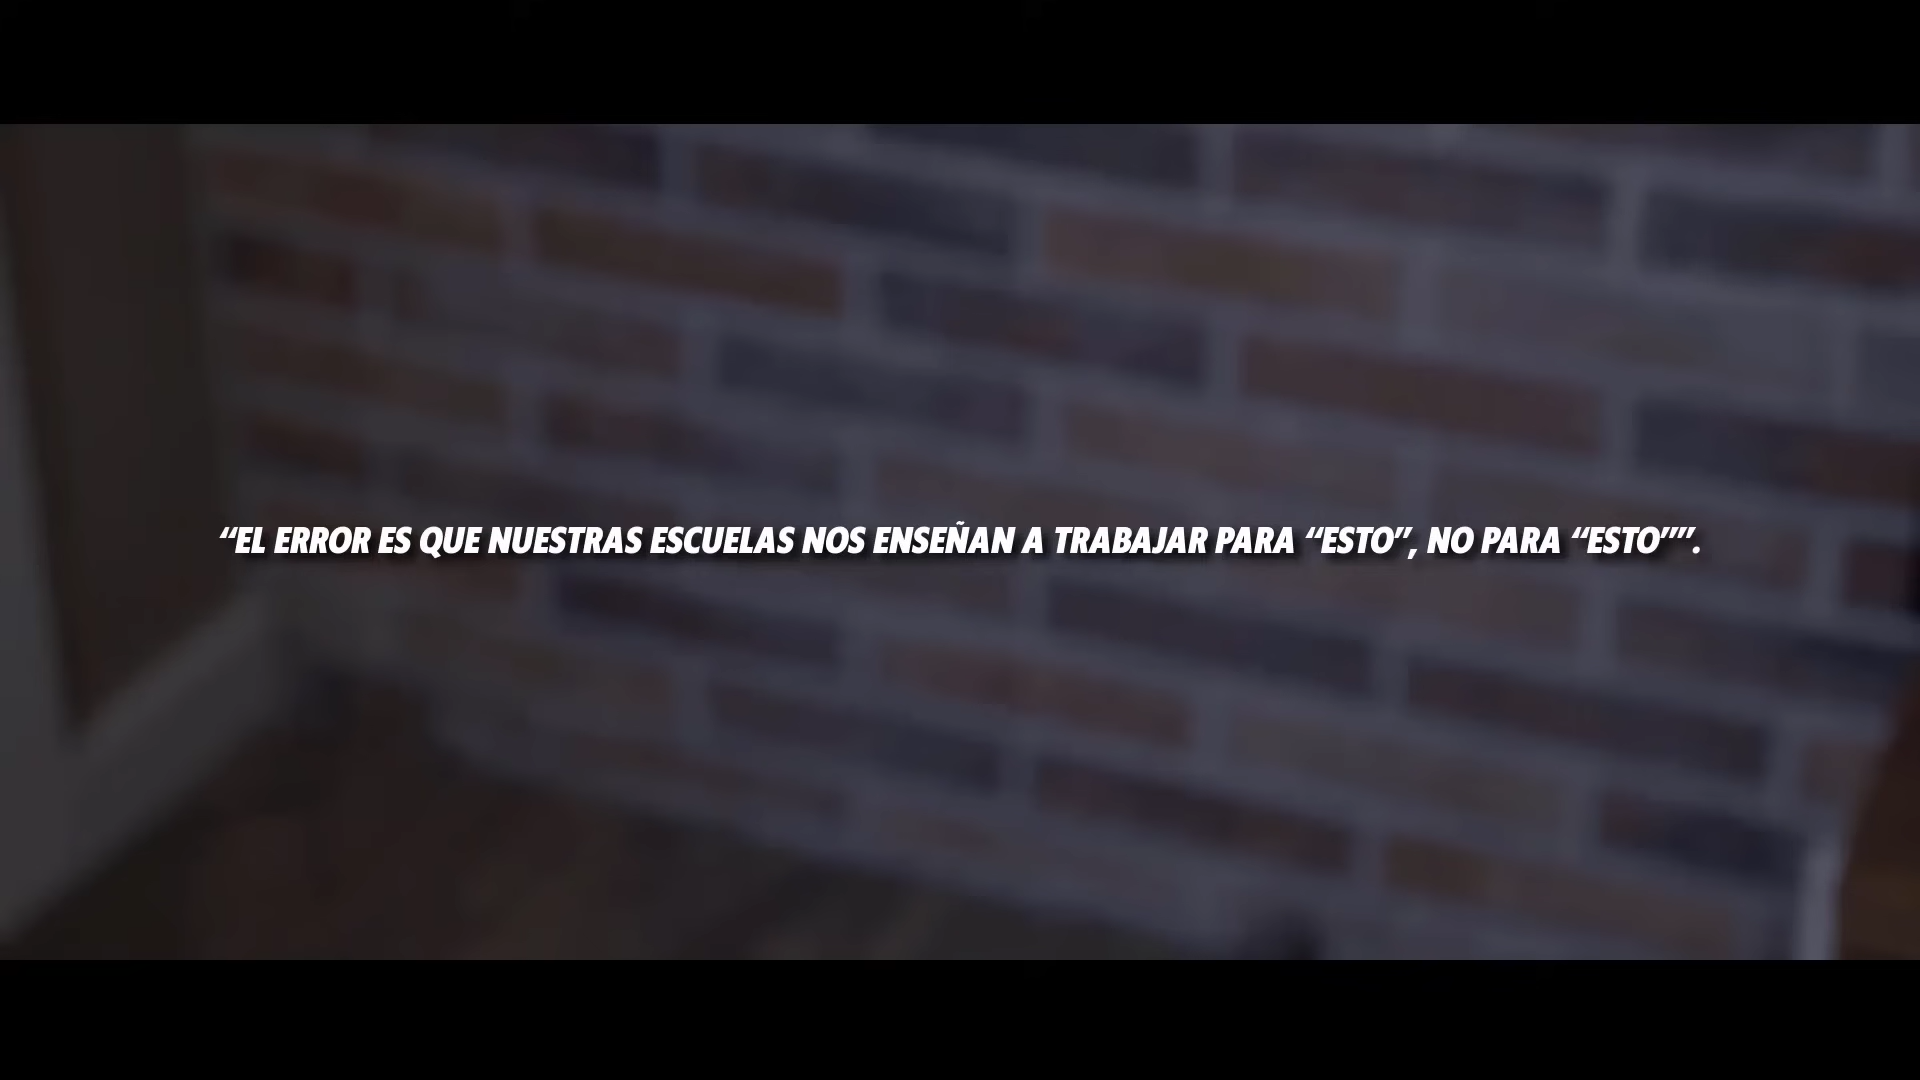 “EL ERROR ES QUE NUESTRAS ESCUELAS NOS ENSEÑAN A TRABAJAR PARA “ESTO”, NO PARA “ESTO””.